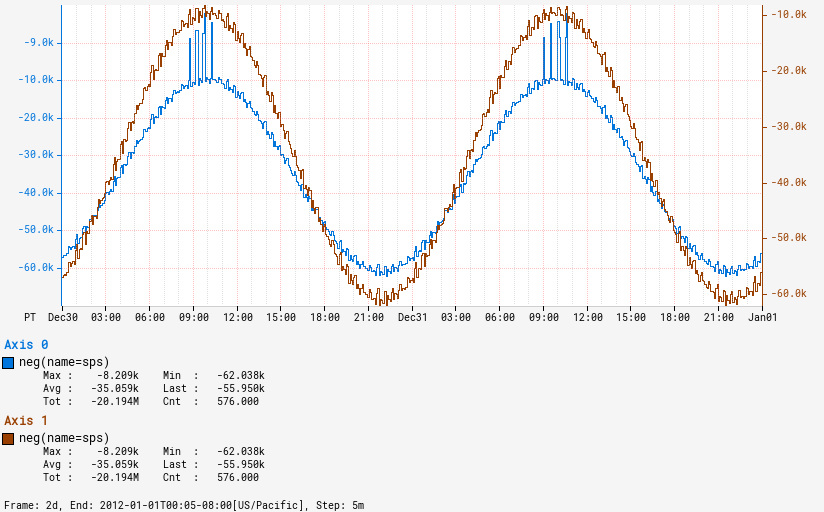 -9.0k
-10.0k
-20.0k
-30.0k
-40.0k
-50.0k
-60.0k
-10.0k
-20.0k
-30.0k
-40.0k
-50.0k
-60.0k
PT Dec30 03:00 06:00 09:00 12:00 15:00 18:00 21:00 Dec31 03:00 06:00 09:00 12:00 15:00 18:00 21:00 Jan01
Axis 0
neg(name=sps)
Max : -8.209k Min : -62.038k
Avg : -35.059k Last : -55.950k
Tot : -20.194M Cnt : 576.000
Axis 1
neg(name=sps)
Max : -8.209k Min : -62.038k
Avg : -35.059k Last : -55.950k
Tot : -20.194M Cnt : 576.000
Frame: 2d, End: 2012-01-01T00:05-08:00[US/Pacific], Step: 5m